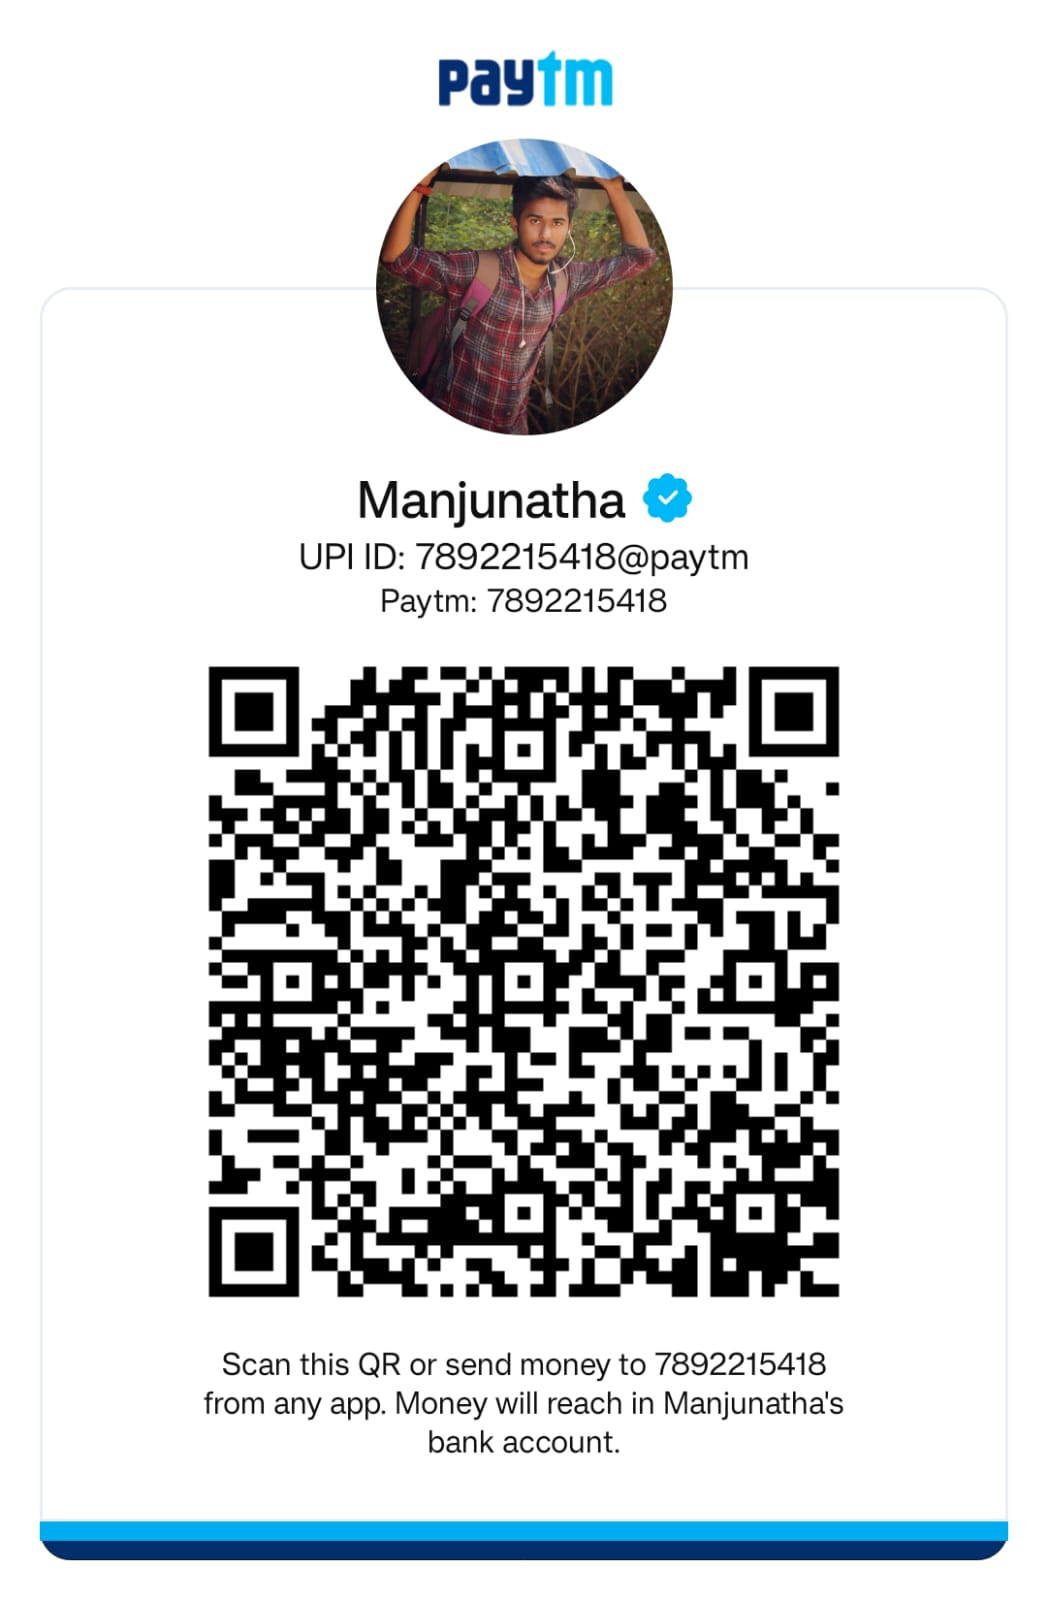 paytm
Manjunatha
UPI ID: 7892215418@paytm
Paytm: 7892215418
Scan this QR or send money to 7892215418
from any app. Money will reach in Manjunatha's
bank account.